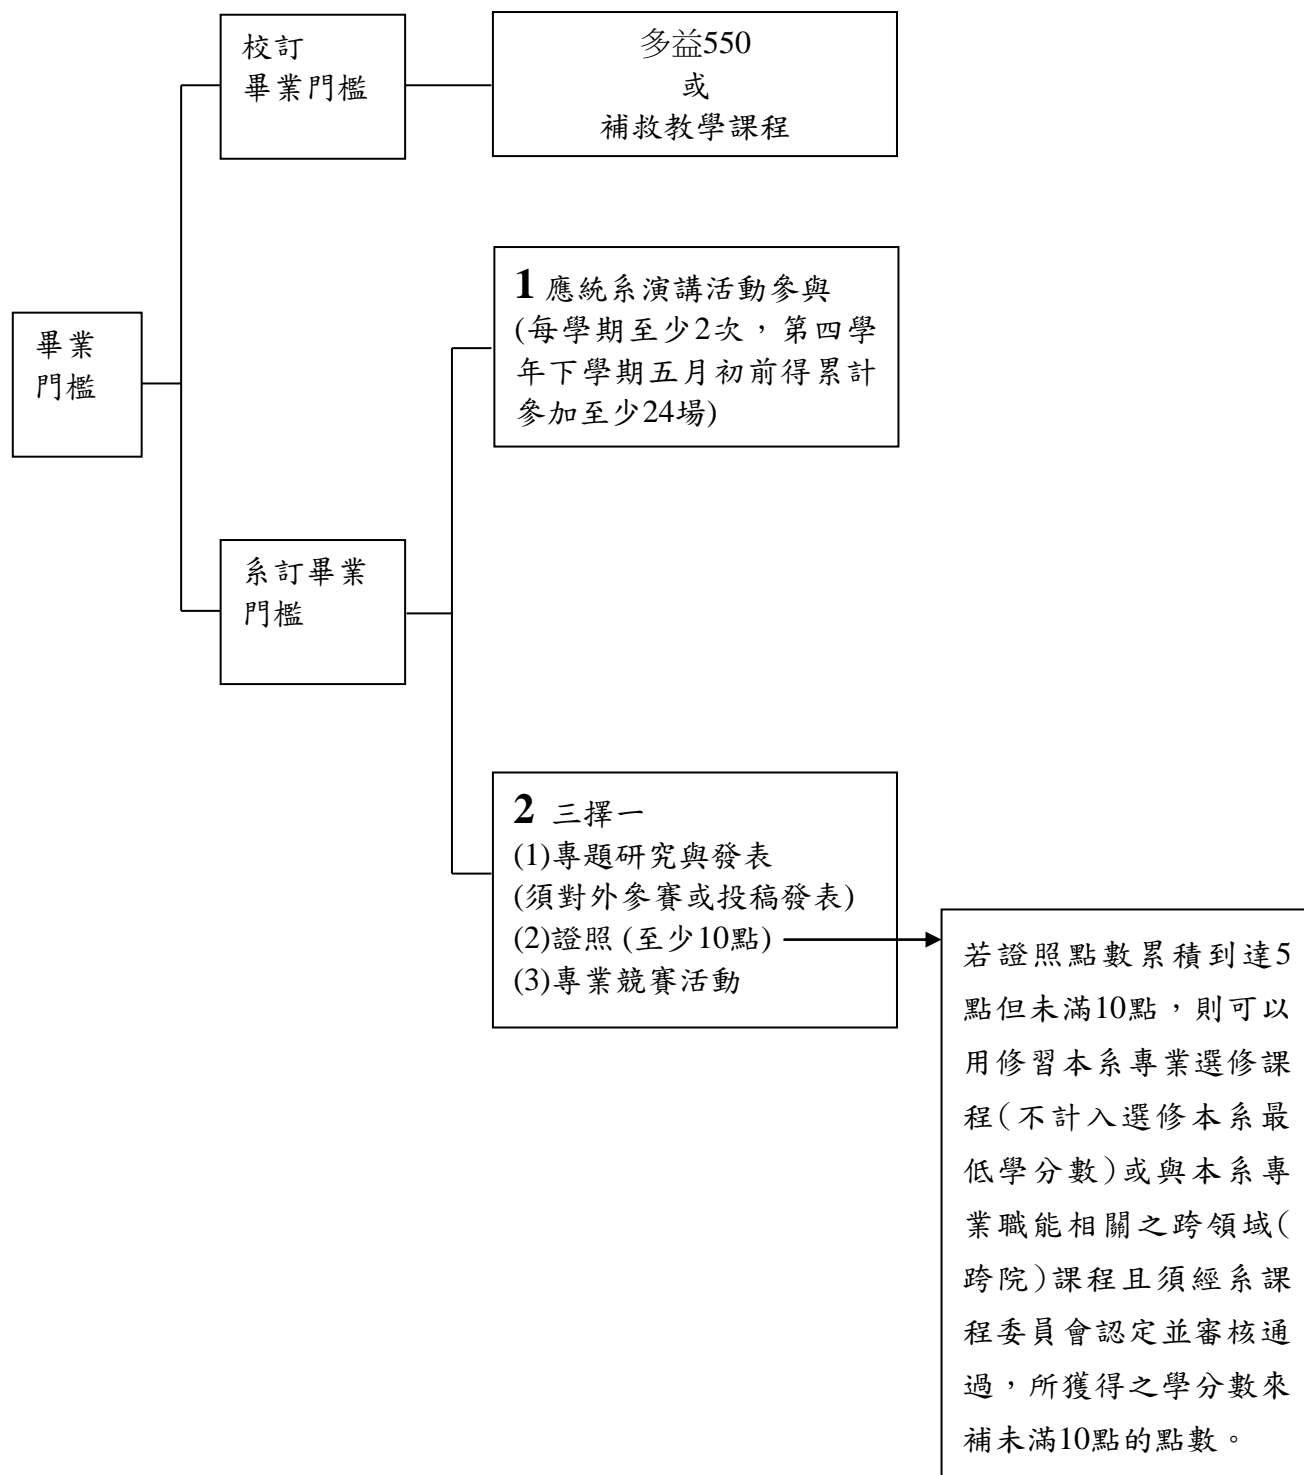 校訂
畢業門檻
多益550
或
補救教學課程
畢業
門檻
1 應統系演講活動參與
(每學期至少2次，第四學
年下學期五月初前得累計
參加至少24場)
系訂畢業
門檻
2 三擇一
(1)專題研究與發表
(須對外參賽或投稿發表)
(2)證照 (至少10點)
(3)專業競賽活動
若證照點數累積到達5
點但未滿10點，則可以
用修習本系專業選修課
程(不計入選修本系最
低學分數)或與本系專
業職能相關之跨領域(
跨院)課程且須經系課
程委員會認定並審核通
過，所獲得之學分數來
補未滿10點的點數。